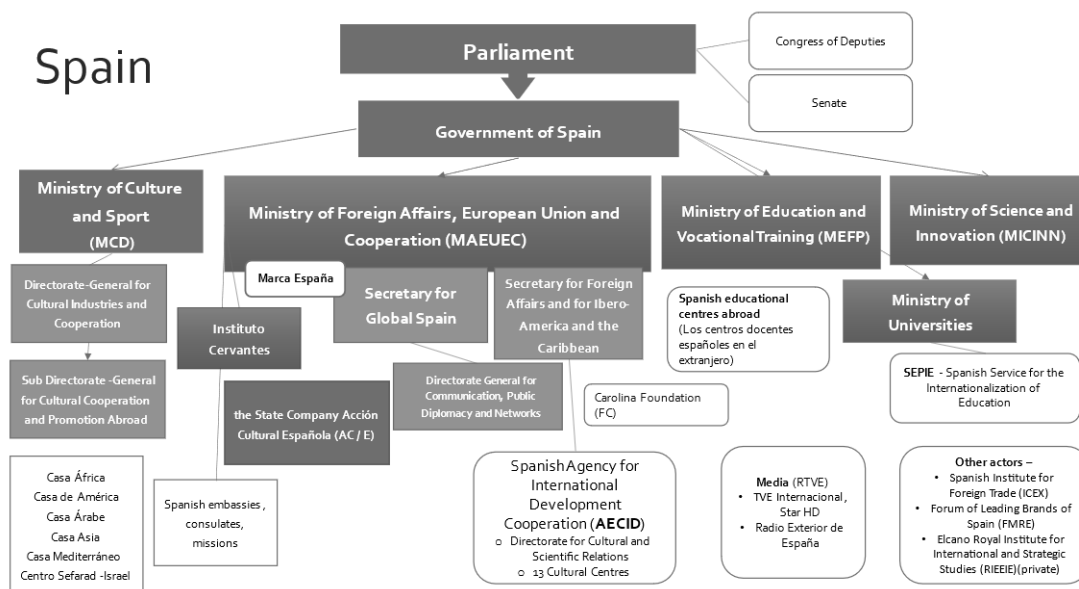 Spain
Parliament
Congress of Deputies
Senate
Government of Spain
Ministry of Culture
and Sport
(MCD)
Ministry of Foreign Affairs, European Union and
Cooperation (MAEUEC)
Ministry of Education and
Vocational Training (MEFP)
Ministry of Science and
Innovation (MICINN)
Directorate-General for
Cultural Industries and
Cooperation
Marca España
Secretary for
Global Spain
Secretary for Foreign
Affairs and for Ibero-
America and the
Caribbean
Spanish educational
centres abroad
(Los centros docentes
españoles en el
extranjero)
Ministry of
Universities
Instituto
Cervantes
Sub Directorate -General
for Cultural Cooperation
and Promotion Abroad
the State Company Acción
Cultural Española (AC / E)
Directorate General for
Communication, Public
Diplomacy and Networks
Carolina Foundation
(FC)
SEPIE - Spanish Service for the
Internationalization of
Education
Casa África
Casa de América
Casa Árabe
Casa Asia
Casa Mediterráneo
Centro Sefarad -Israel
Spanish embassies,
consulates,
missions
Spanish Agency for
International
Development
Cooperation (AECID)
o Directorate for Cultural and
Scientific Relations
o 13 Cultural Centres
Media (RTVE)
• TVE Internacional,
Star HD
• Radio Exterior de
España
Other actors –
• Spanish Institute for
Foreign Trade (ICEX)
• Forum of Leading Brands of
Spain (FMRE)
• Elcano Royal Institute for
International and Strategic
Studies (RIEEIE)(private)